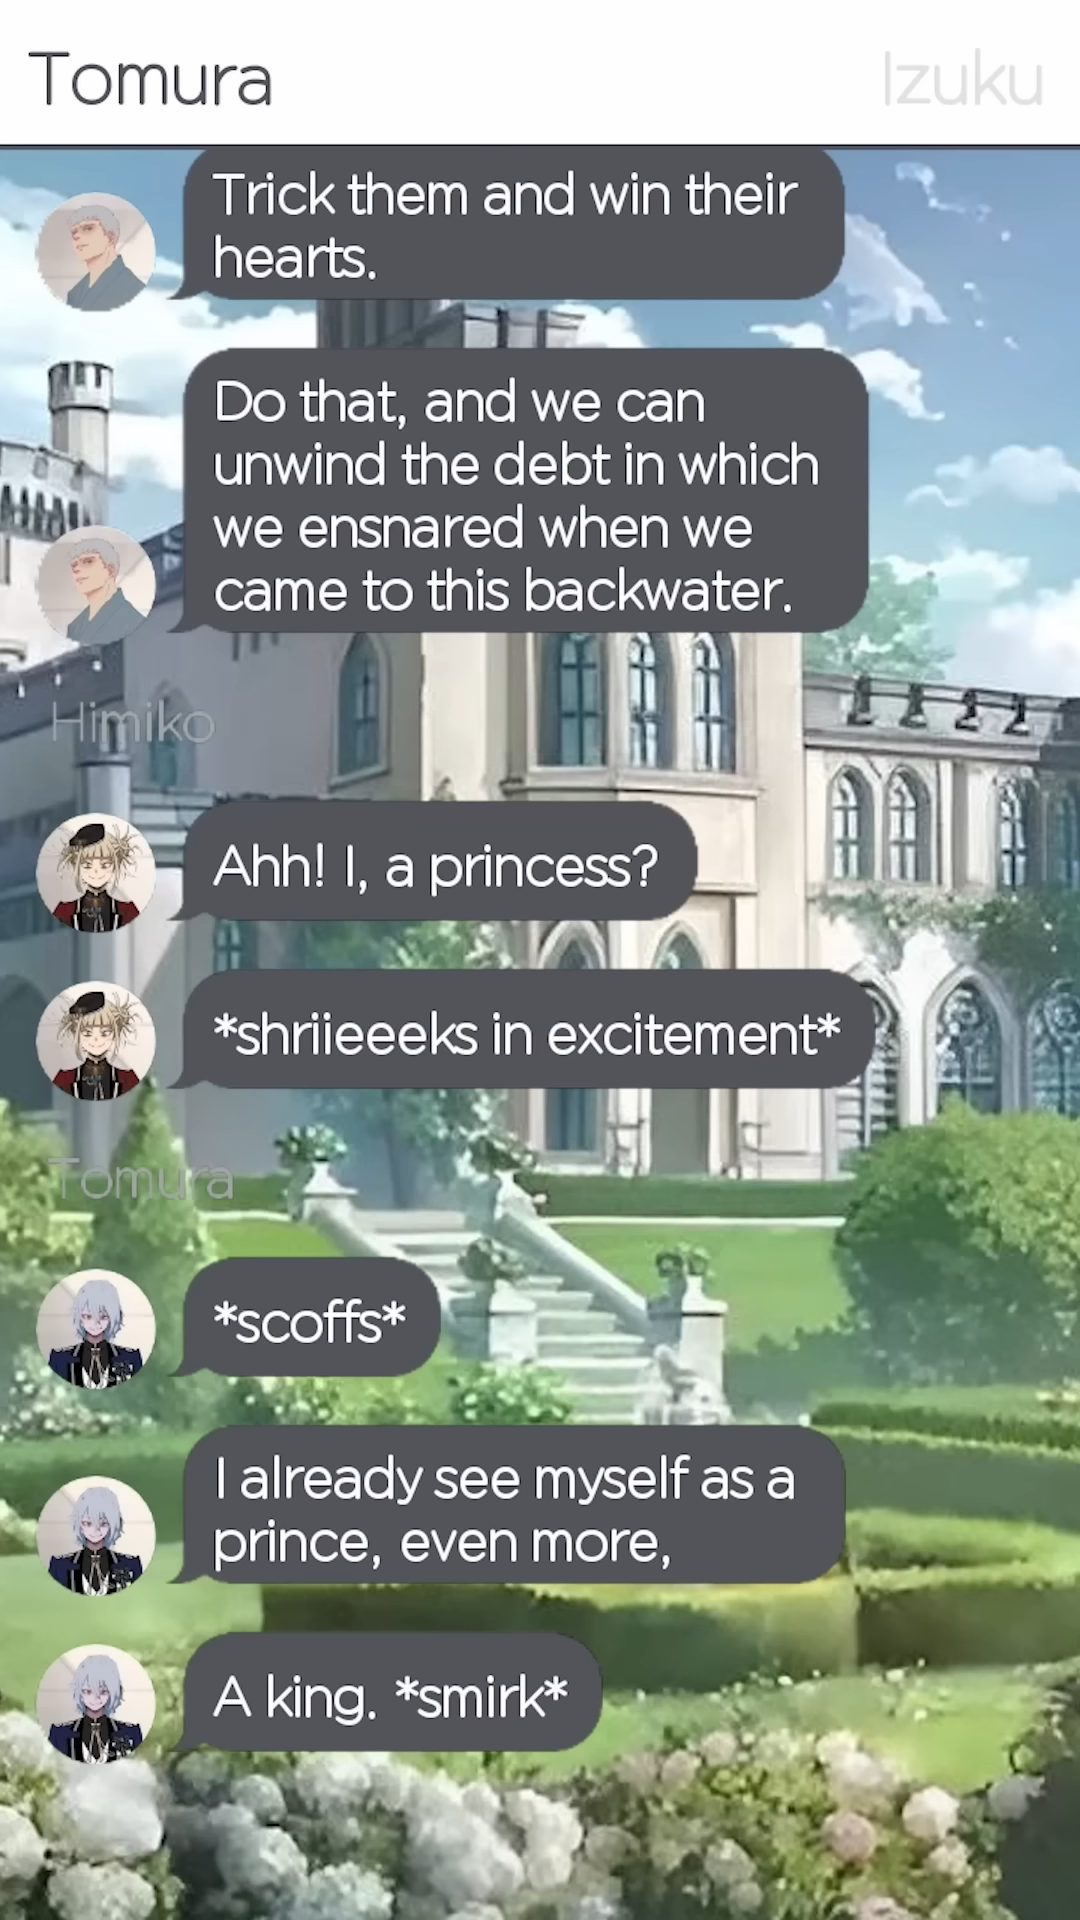 Tomura
Izuku
Trick them and win their
hearts.
Do that, and we can
unwind the debt in which
we ensnared when we
came to this backwater.
Himiko
Ahh! I, a princess?
*shriieeeks in excitement*
Tomura
*scoffs*
I already see myself as a
prince, even more,
A king. *smirk*